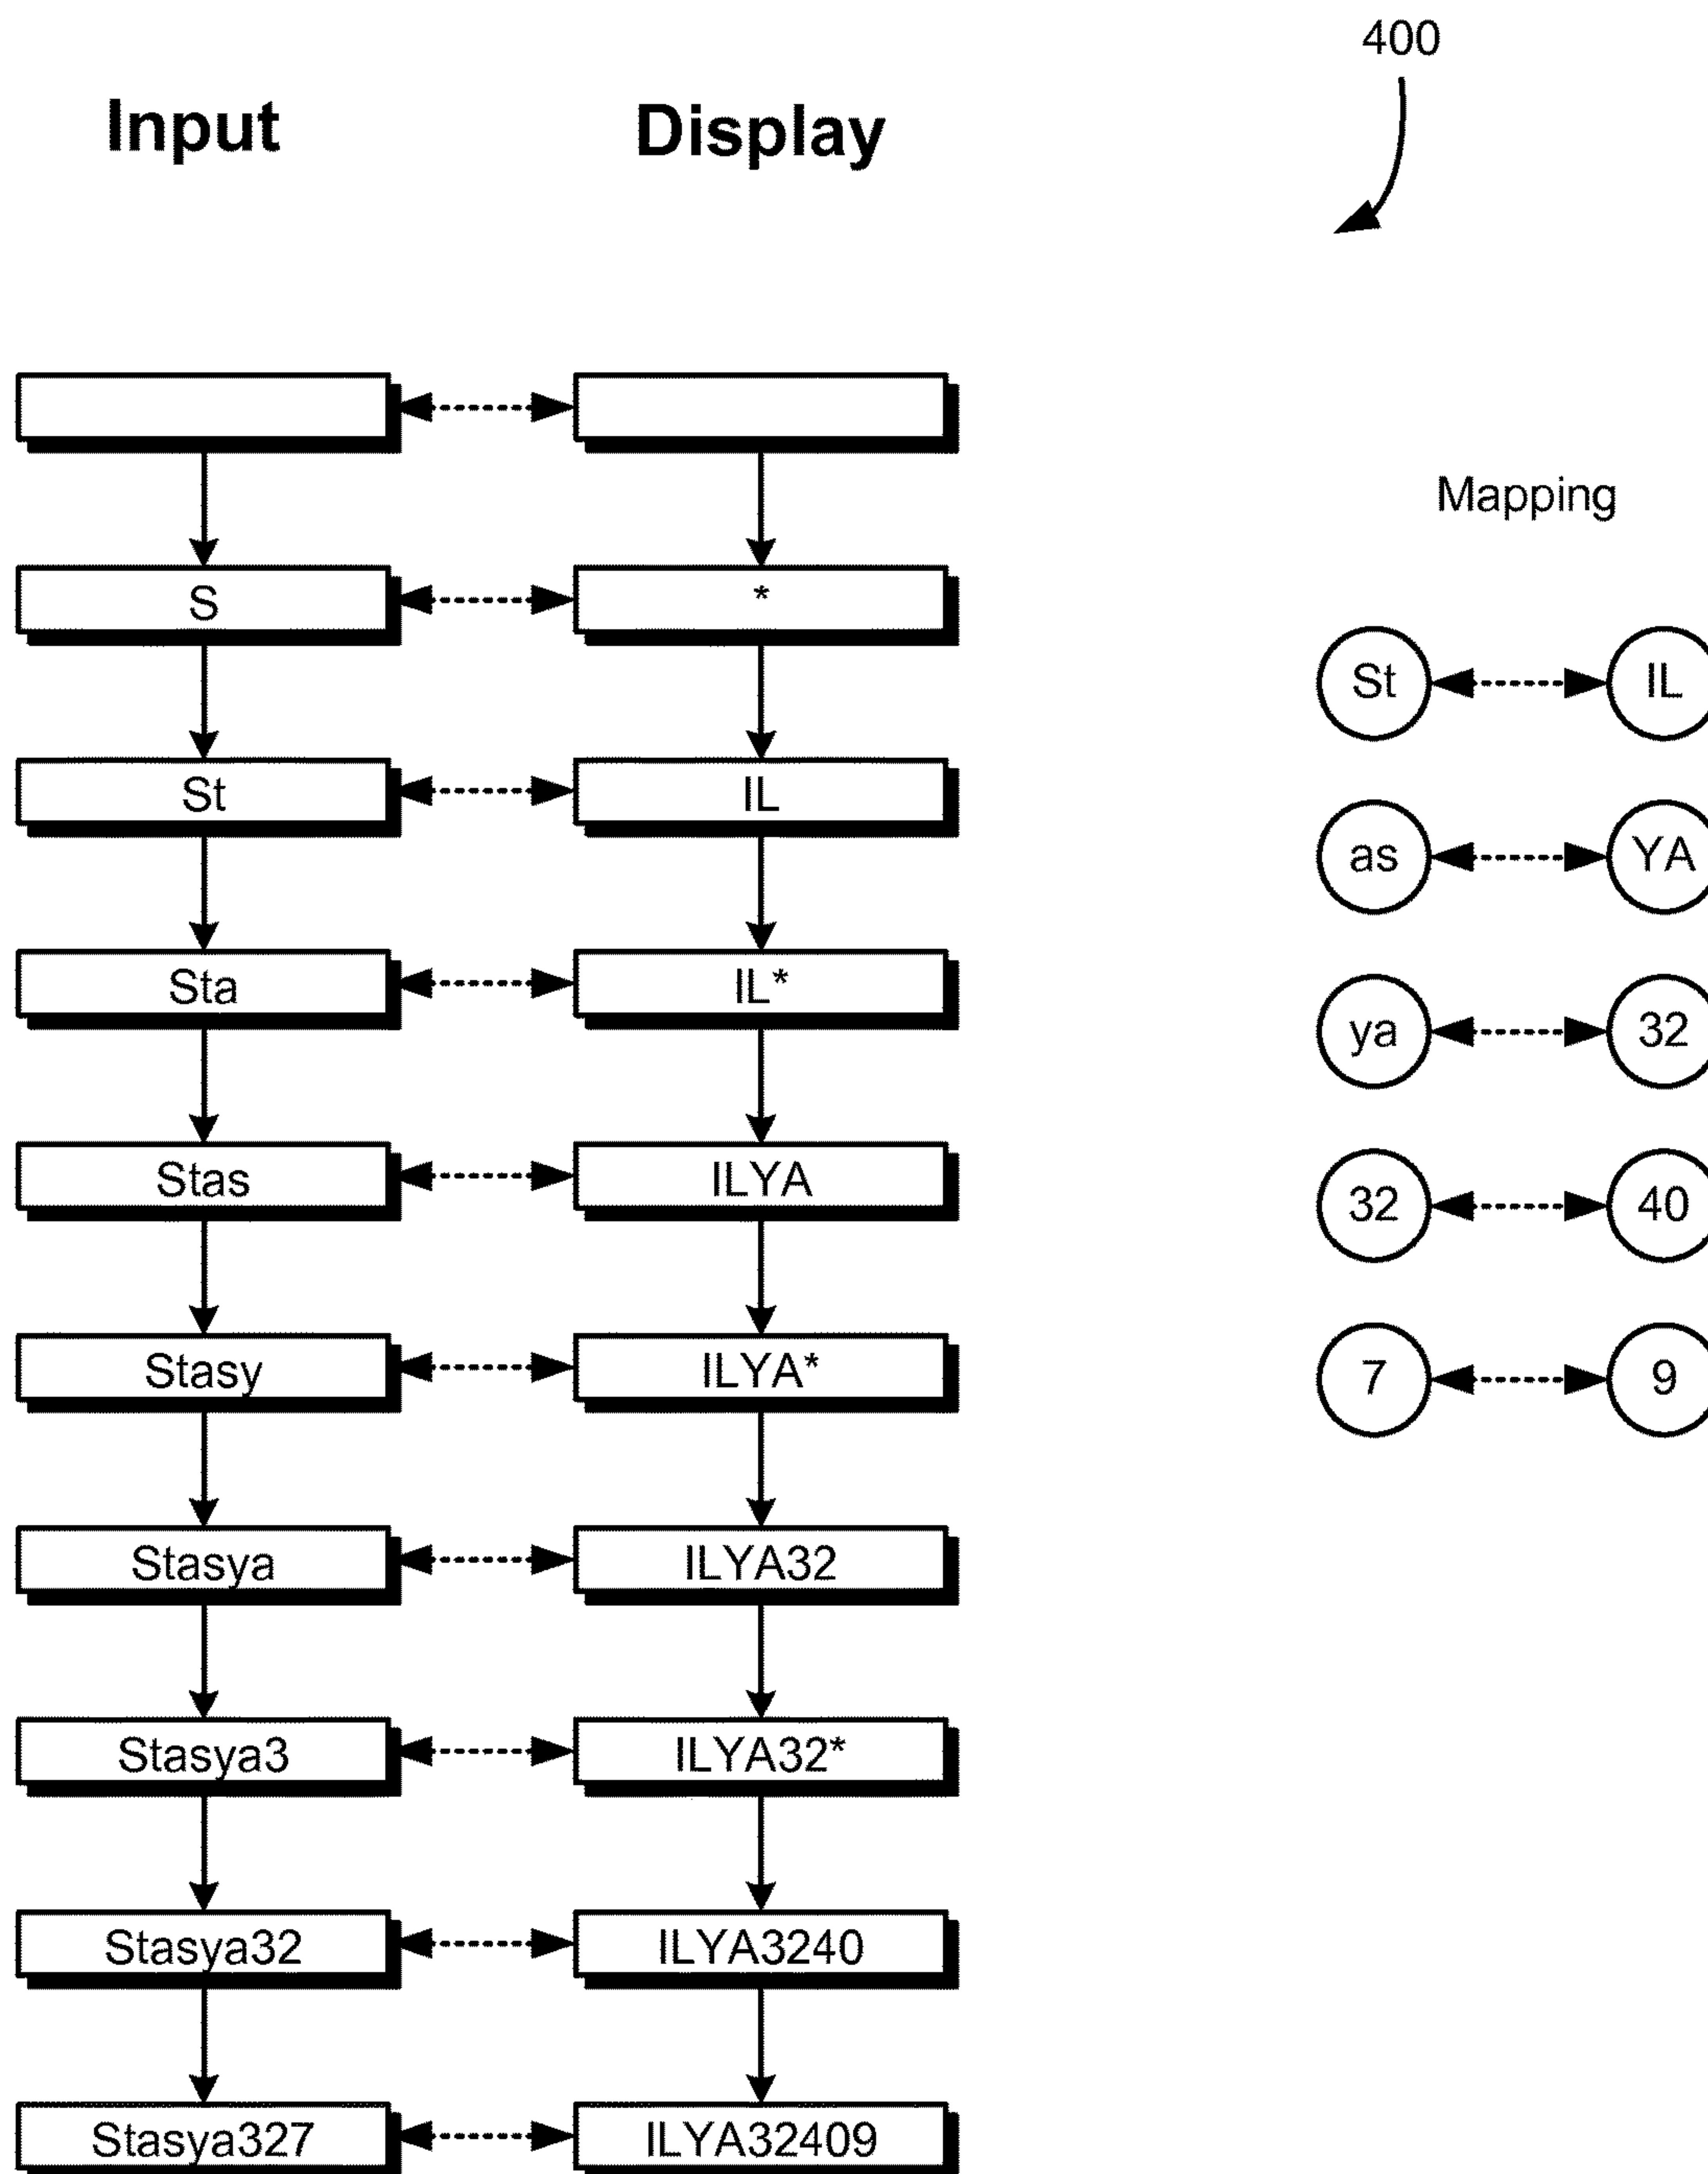 400
Input Display
Mapping
S *
St IL
St IL
Sta IL*
as YA
ya 32
Stas ILYA
32 40
Stasy ILYA*
7 9
Stasya ILYA32
Stasya3 ILYA32*
Stasya32 ILYA3240
Stasya327 ILYA32409